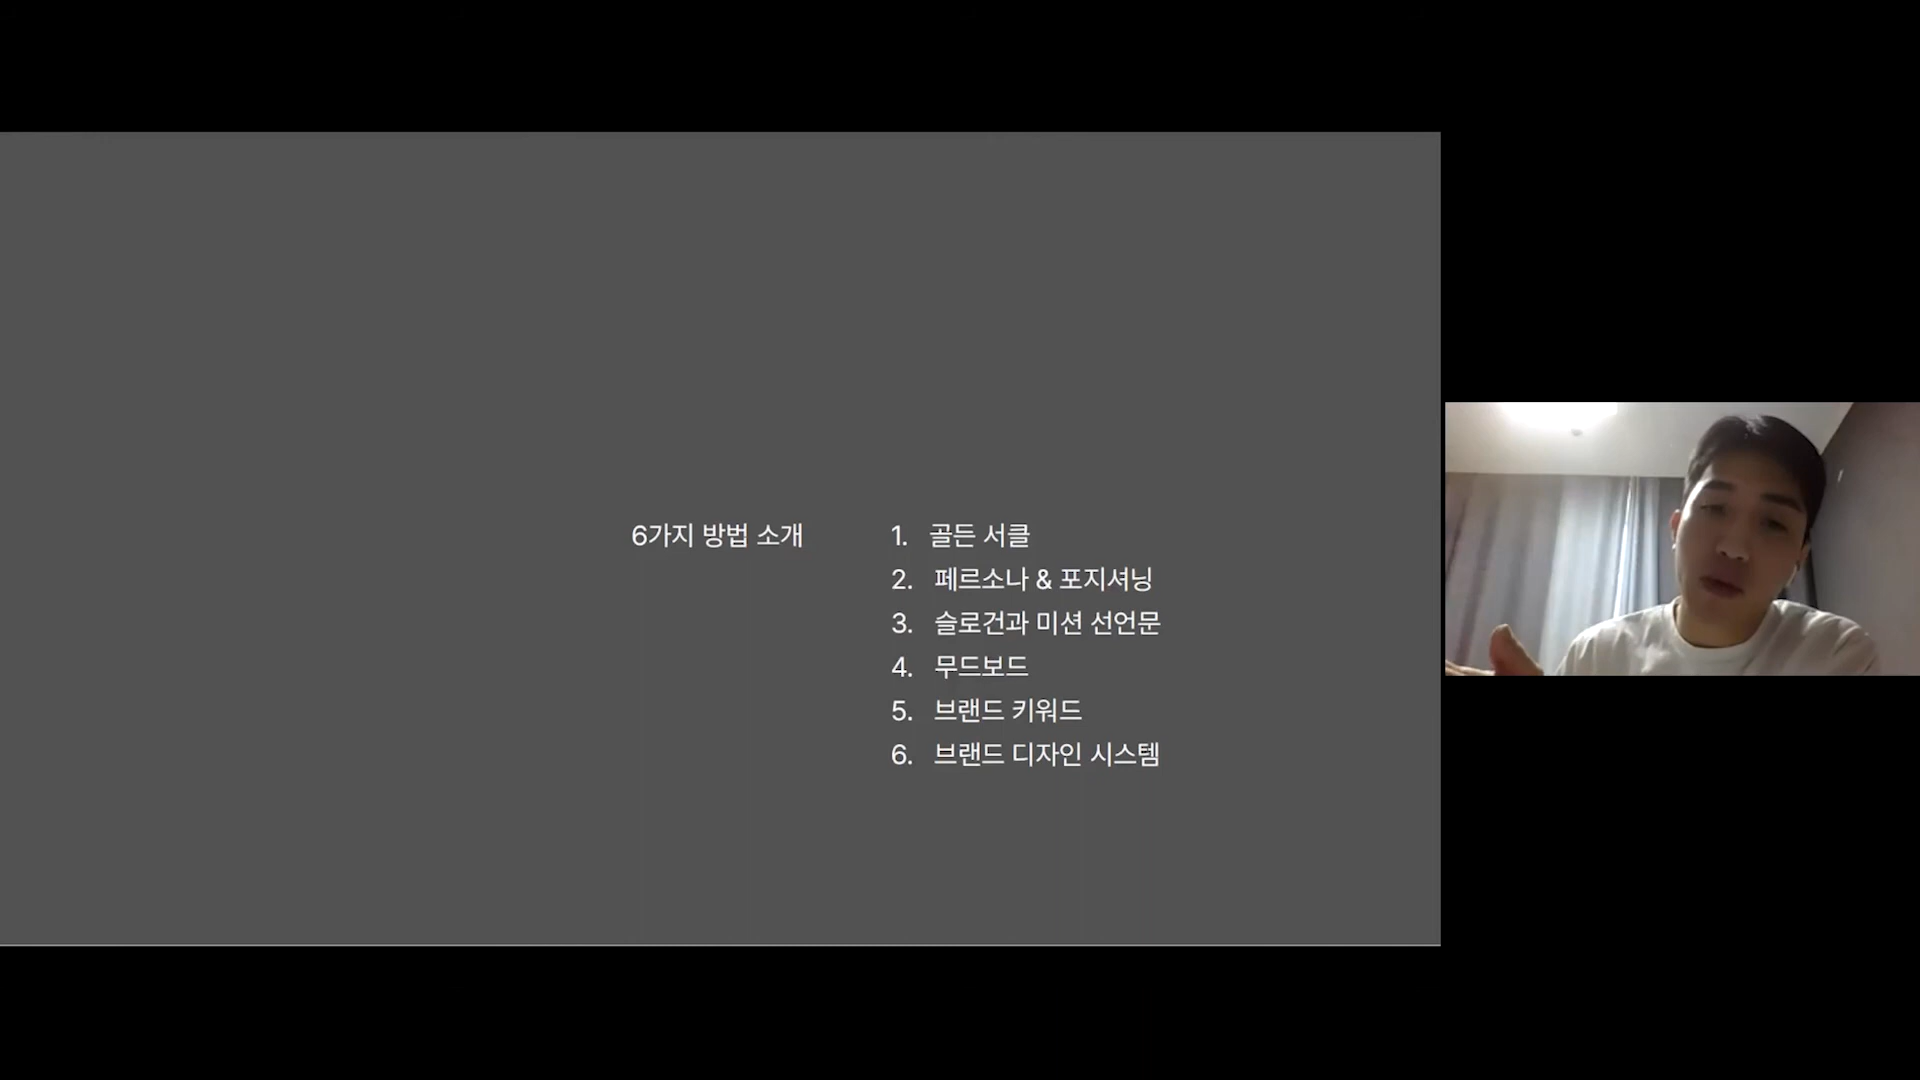 6가지 방법 소개
1. 골든 서클
2. 페르소나 & 포지셔닝
3. 슬로건과 미션 선언문
4. 무드보드
5. 브랜드 키워드
6. 브랜드 디자인 시스템